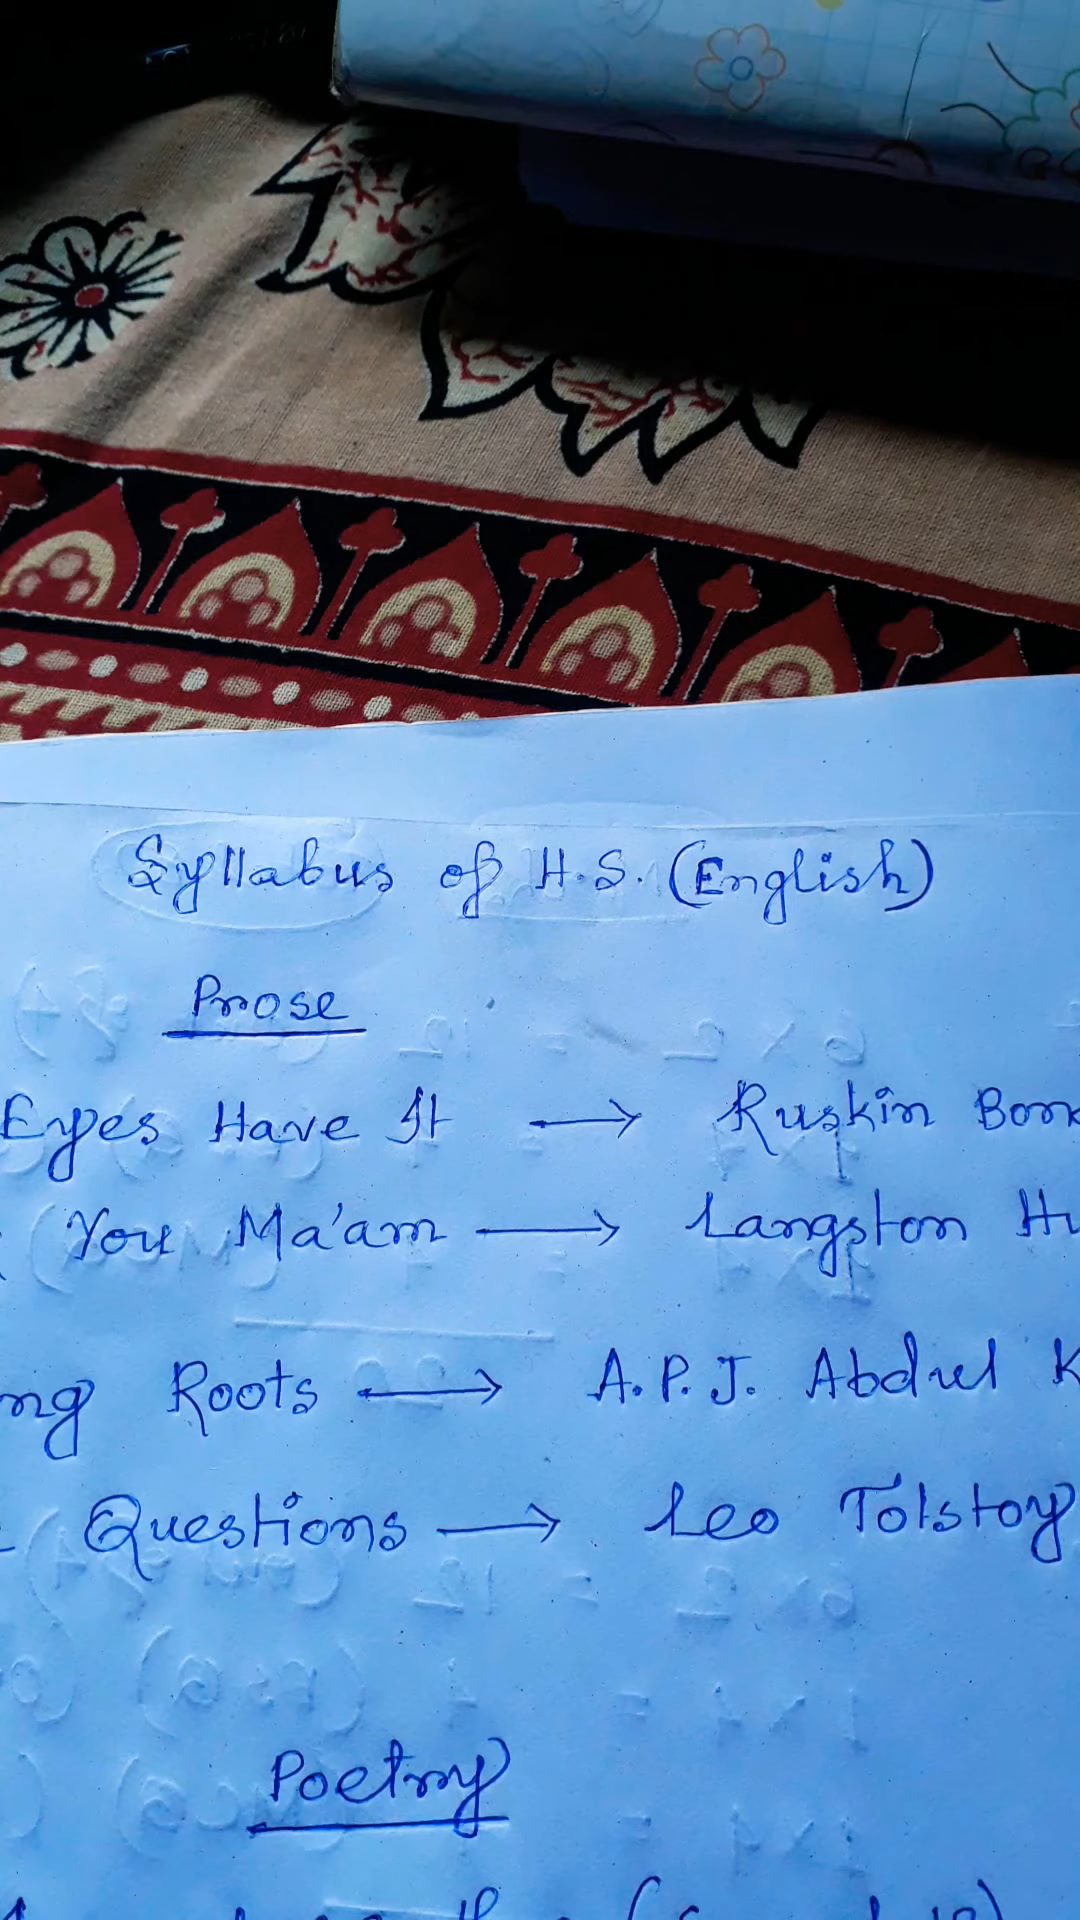 Syllabus of H.S. (English)
Prose
Eyes Have It → Ruskin
You Ma'am → Langston
Roots → A.P.J. Abdul
Questions → Leo Tolstoy
Poetry